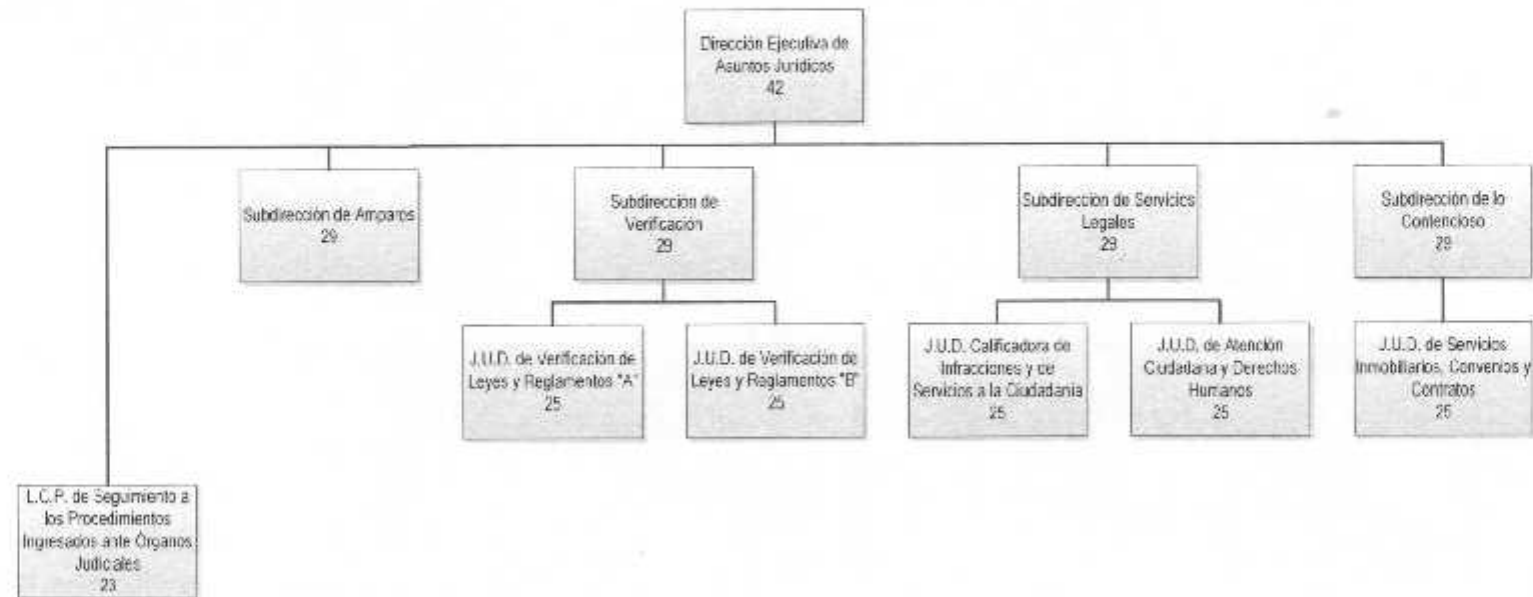 Dirección Ejecutiva de
Asuntos Jurídicos
42
Subdirección de Amparos
29
Subdirección de
Verificación
29
Subdirección de Servicios
Legales
29
Subdirección de lo
Contencioso
29
J.U.D. de Verificación de
Leyes y Reglamentos "A"
25
J.U.D. de Verificación de
Leyes y Reglamentos "B"
25
J.U.D. Calificadora de
Infracciones y de
Servicios a la Ciudadanía
25
J.U.D. de Atención
Ciudadana y Derechos
Humanos
25
J.U.D. de Servicios
Inmobiliarios, Convenios y
Contratos
25
L.C.P. de Seguimiento a
los Procedimientos
Ingresados ante Órganos
Judiciales
23